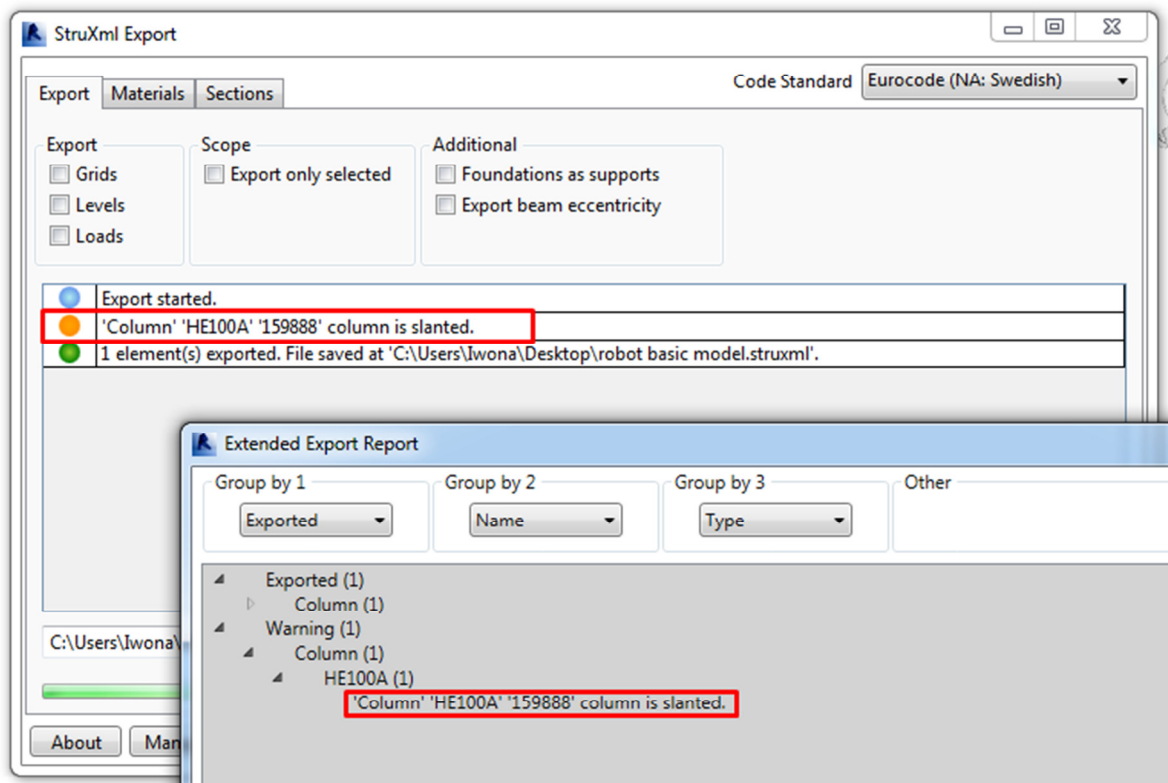 StruXml Export
Export Materials Sections Code Standard Eurocode (NA: Swedish)
Export Scope Additional
Grids Export only selected Foundations as supports
Levels Export beam eccentricity
Loads
Export started.
'Column' 'HE100A' '159888' column is slanted.
1 element(s) exported. File saved at 'C:\Users\Iwona\Desktop\robot basic model.struxml'.
Extended Export Report
Group by 1 Group by 2 Group by 3 Other
Exported Name Type
Exported (1)
Column (1)
Warning (1)
Column (1)
HE100A (1)
'Column' 'HE100A' '159888' column is slanted.
C:\Users\Iwona\
About Man